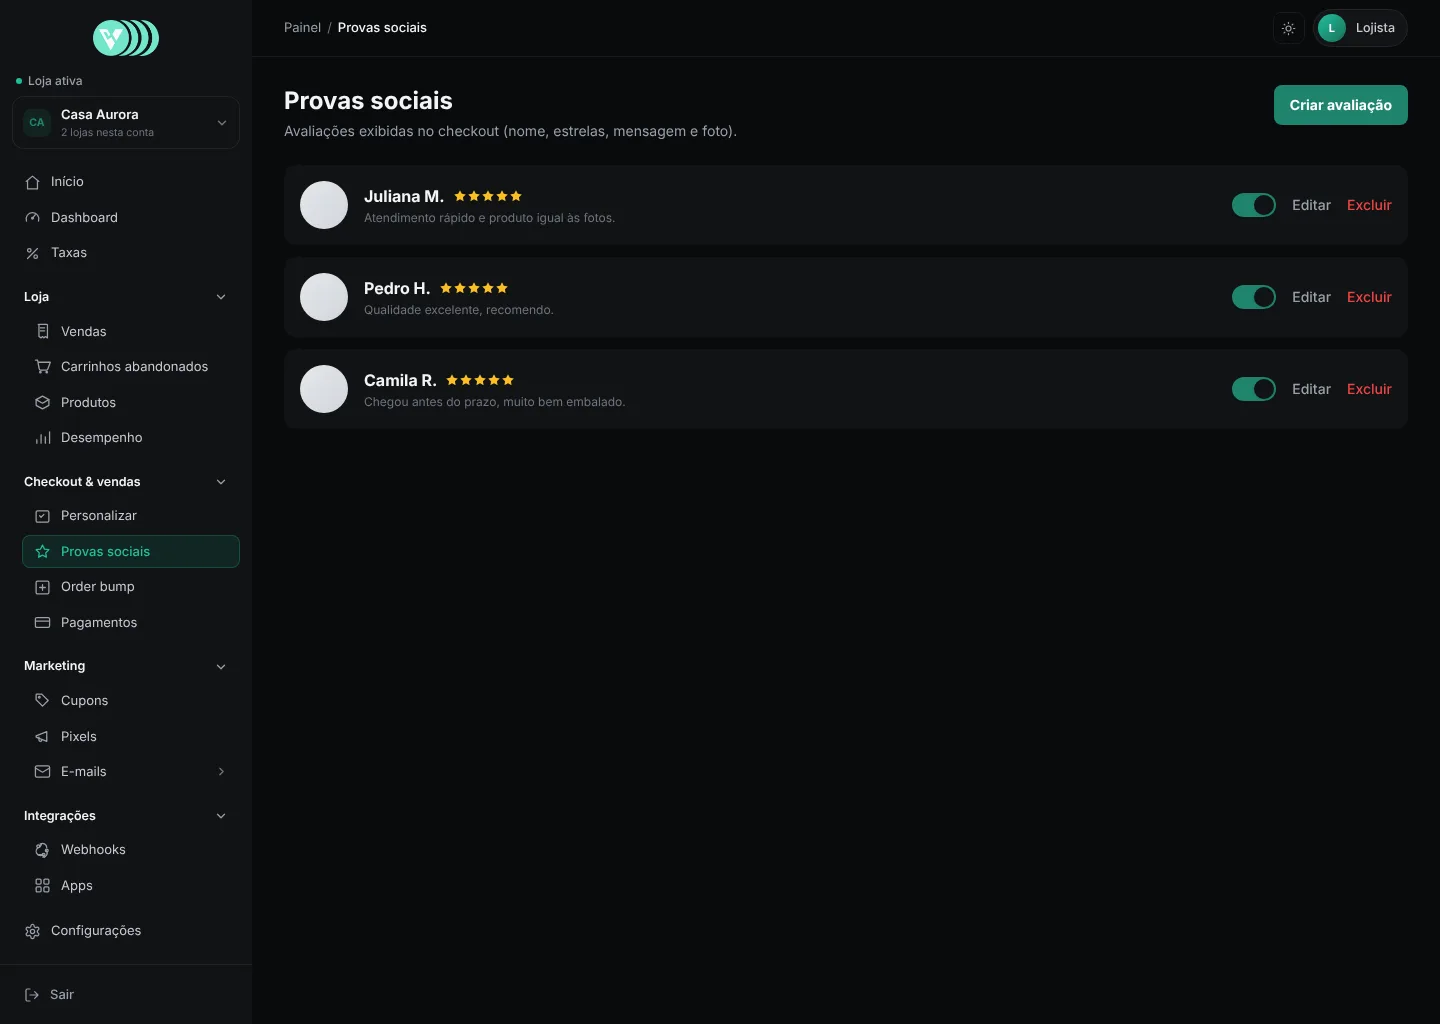 Loja ativa
CA
Casa Aurora
2 lojas nesta conta
Início
Dashboard
Taxas
Loja
Vendas
Carrinhos abandonados
Produtos
Desempenho
Checkout & vendas
Personalizar
Provas sociais
Order bump
Pagamentos
Marketing
Cupons
Pixels
E-mails
Integrações
Webhooks
Apps
Configurações
Sair
Painel / Provas sociais
L Lojista
Provas sociais
Avaliações exibidas no checkout (nome, estrelas, mensagem e foto).
Criar avaliação
Juliana M.
Atendimento rápido e produto igual às fotos.
Editar Excluir
Pedro H.
Qualidade excelente, recomendo.
Editar Excluir
Camila R.
Chegou antes do prazo, muito bem embalado.
Editar Excluir